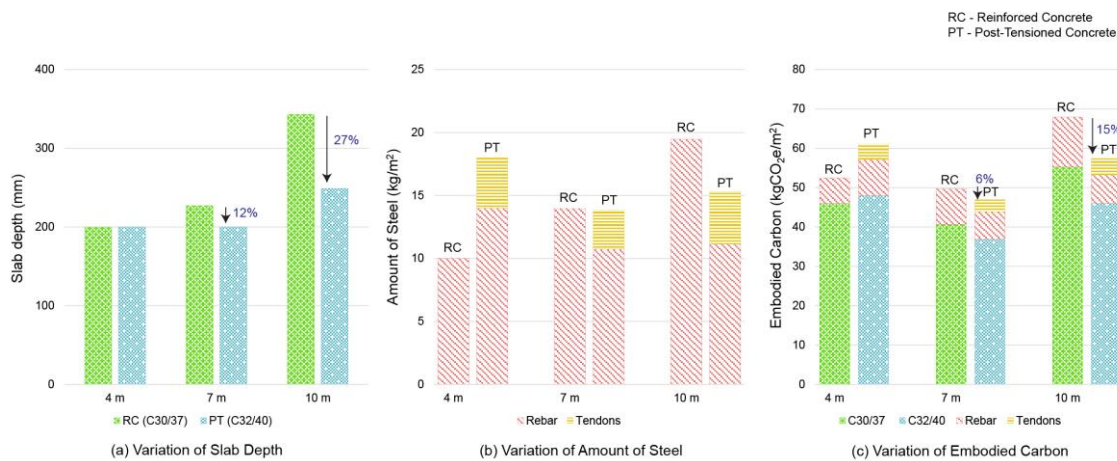 RC - Reinforced Concrete
PT - Post-Tensioned Concrete
Slab depth (mm)
400
300
200
100
0
12%
27%
4 m
7 m
10 m
RC (C30/37)
PT (C32/40)
(a) Variation of Slab Depth
Amount of Steel (kg/m²)
25
20
15
10
5
0
RC
PT
RC
PT
RC
PT
4 m
7 m
10 m
Rebar
Tendons
(b) Variation of Amount of Steel
Embodied Carbon (kgCO₂e/m²)
80
70
60
50
40
30
20
10
0
RC
PT
RC
6%
PT
RC
15%
PT
4 m
7 m
10 m
C30/37
C32/40
Rebar
Tendons
(c) Variation of Embodied Carbon